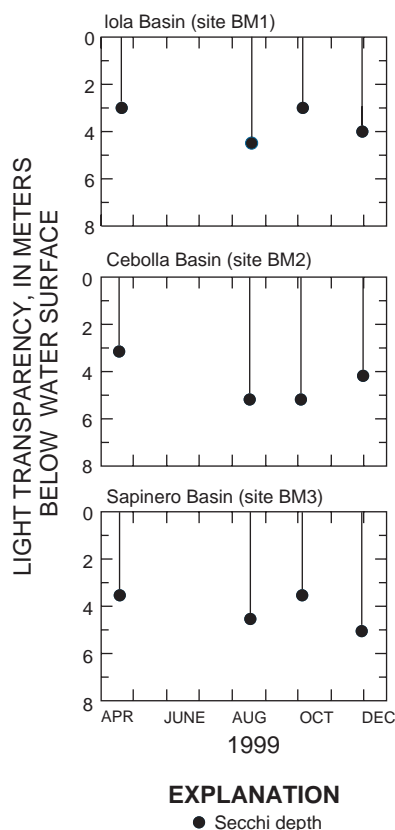 Iola Basin (site BM1)
0
2
4
6
8
Cebolla Basin (site BM2)
0
2
4
6
8
Sapinero Basin (site BM3)
0
2
4
6
8
LIGHT TRANSPARENCY, IN METERS
BELOW WATER SURFACE
APR JUNE AUG OCT DEC
1999
EXPLANATION
Secchi depth